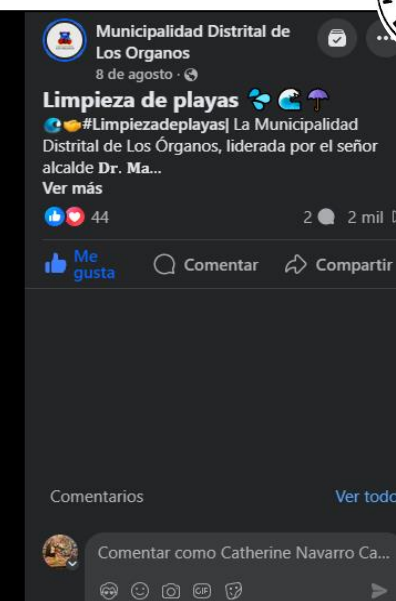 Municipalidad Distrital de
Los Organos
8 de agosto ·
Limpieza de playas
#Limpiezadeplayas| La Municipalidad
Distrital de Los Órganos, liderada por el señor
alcalde Dr. Ma...
Ver más
44 2 2 mil
Me gusta Comentar Compartir
Comentarios Ver todo
Comentar como Catherine Navarro Ca...
GIF